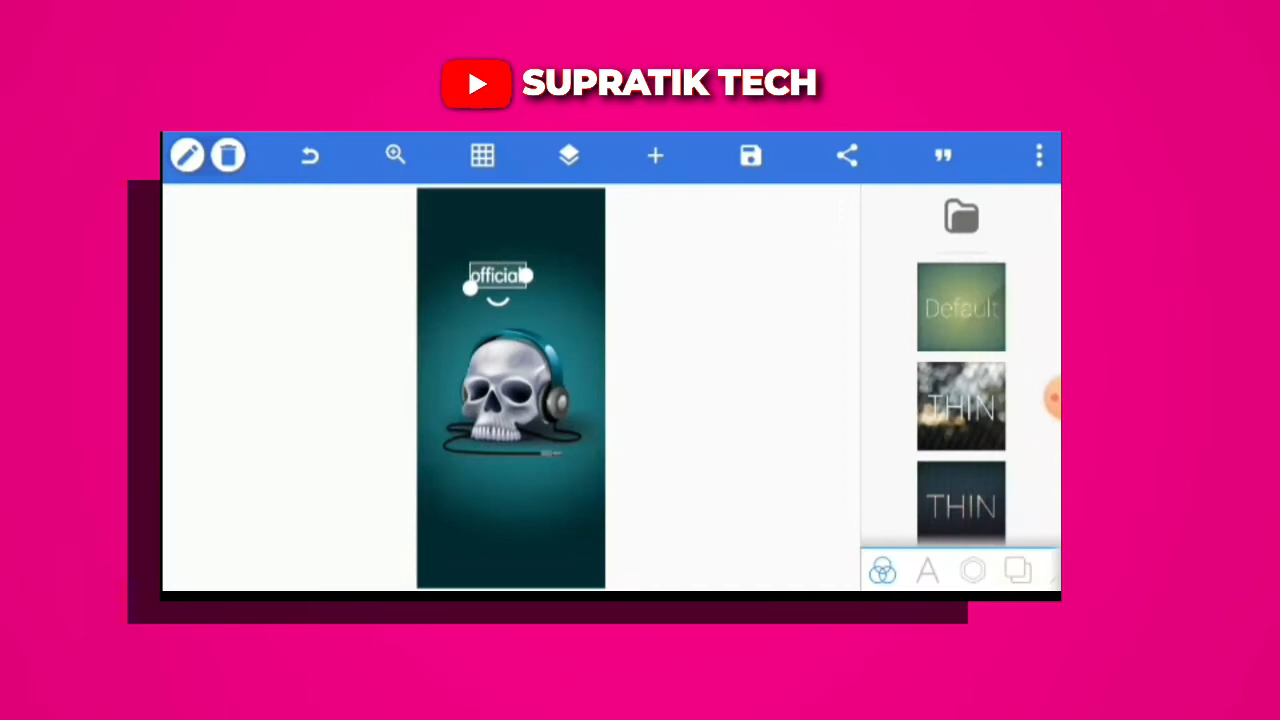 SUPRATIK TECH
official
Default
THIN
THIN